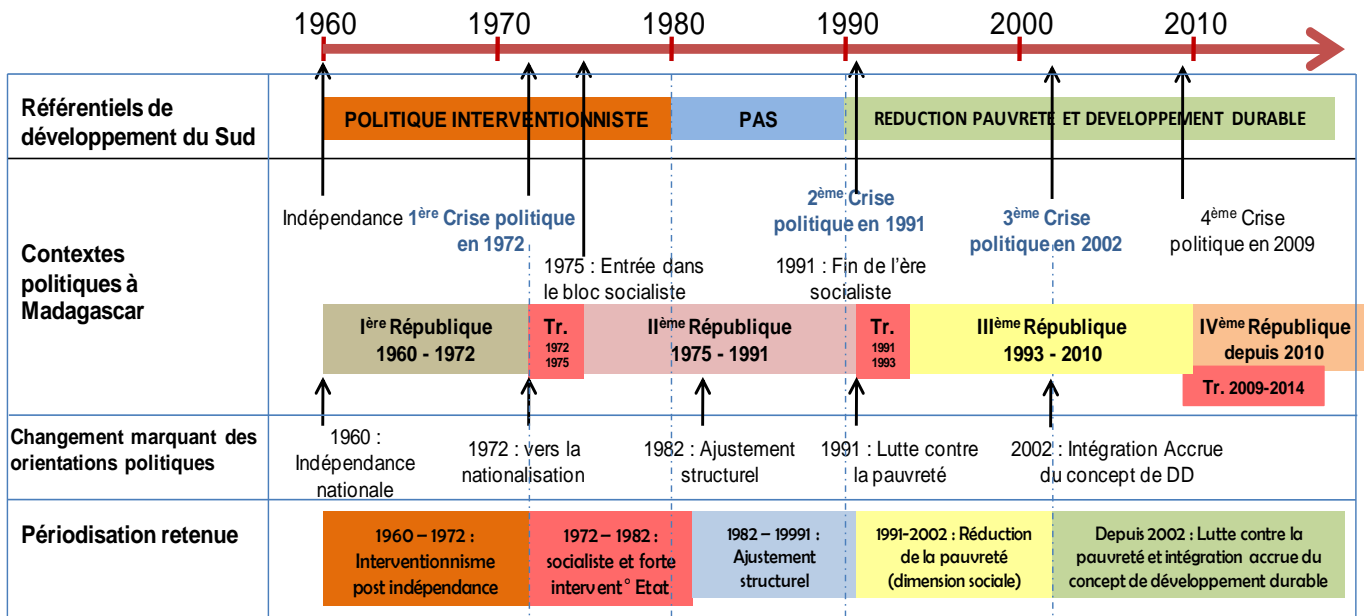 1960 1970 1980 1990 2000 2010
Référentiels de
développement du Sud
POLITIQUE INTERVENTIONNISTE
PAS
REDUCTION PAUVRETE ET DEVELOPPEMENT DURABLE
Contextes
politiques à
Madagascar
Indépendance
1ère Crise politique
en 1972
2ème Crise
politique en 1991
3ème Crise
politique en 2002
4ème Crise
politique en 2009
1975 : Entrée dans
le bloc socialiste
1991 : Fin de l'ère
socialiste
Ière République
1960 - 1972
Tr.
1972
1975
IIème République
1975 - 1991
Tr.
1991
1993
IIIème République
1993 - 2010
IVème République
depuis 2010
Tr. 2009-2014
Changement marquant des
orientations politiques
1960 :
Indépendance
nationale
1972 : vers la
nationalisation
1982 : Ajustement
structurel
1991 : Lutte contre
la pauvreté
2002 : Intégration Accrue
du concept de DD
Périodisation retenue
1960 – 1972 :
Interventionnisme
post indépendance
1972 – 1982 :
socialiste et forte
intervent° Etat
1982 – 19991 :
Ajustement
structurel
1991-2002 : Réduction
de la pauvreté
(dimension sociale)
Depuis 2002 : Lutte contre la
pauvreté et intégration accrue du
concept de développement durable